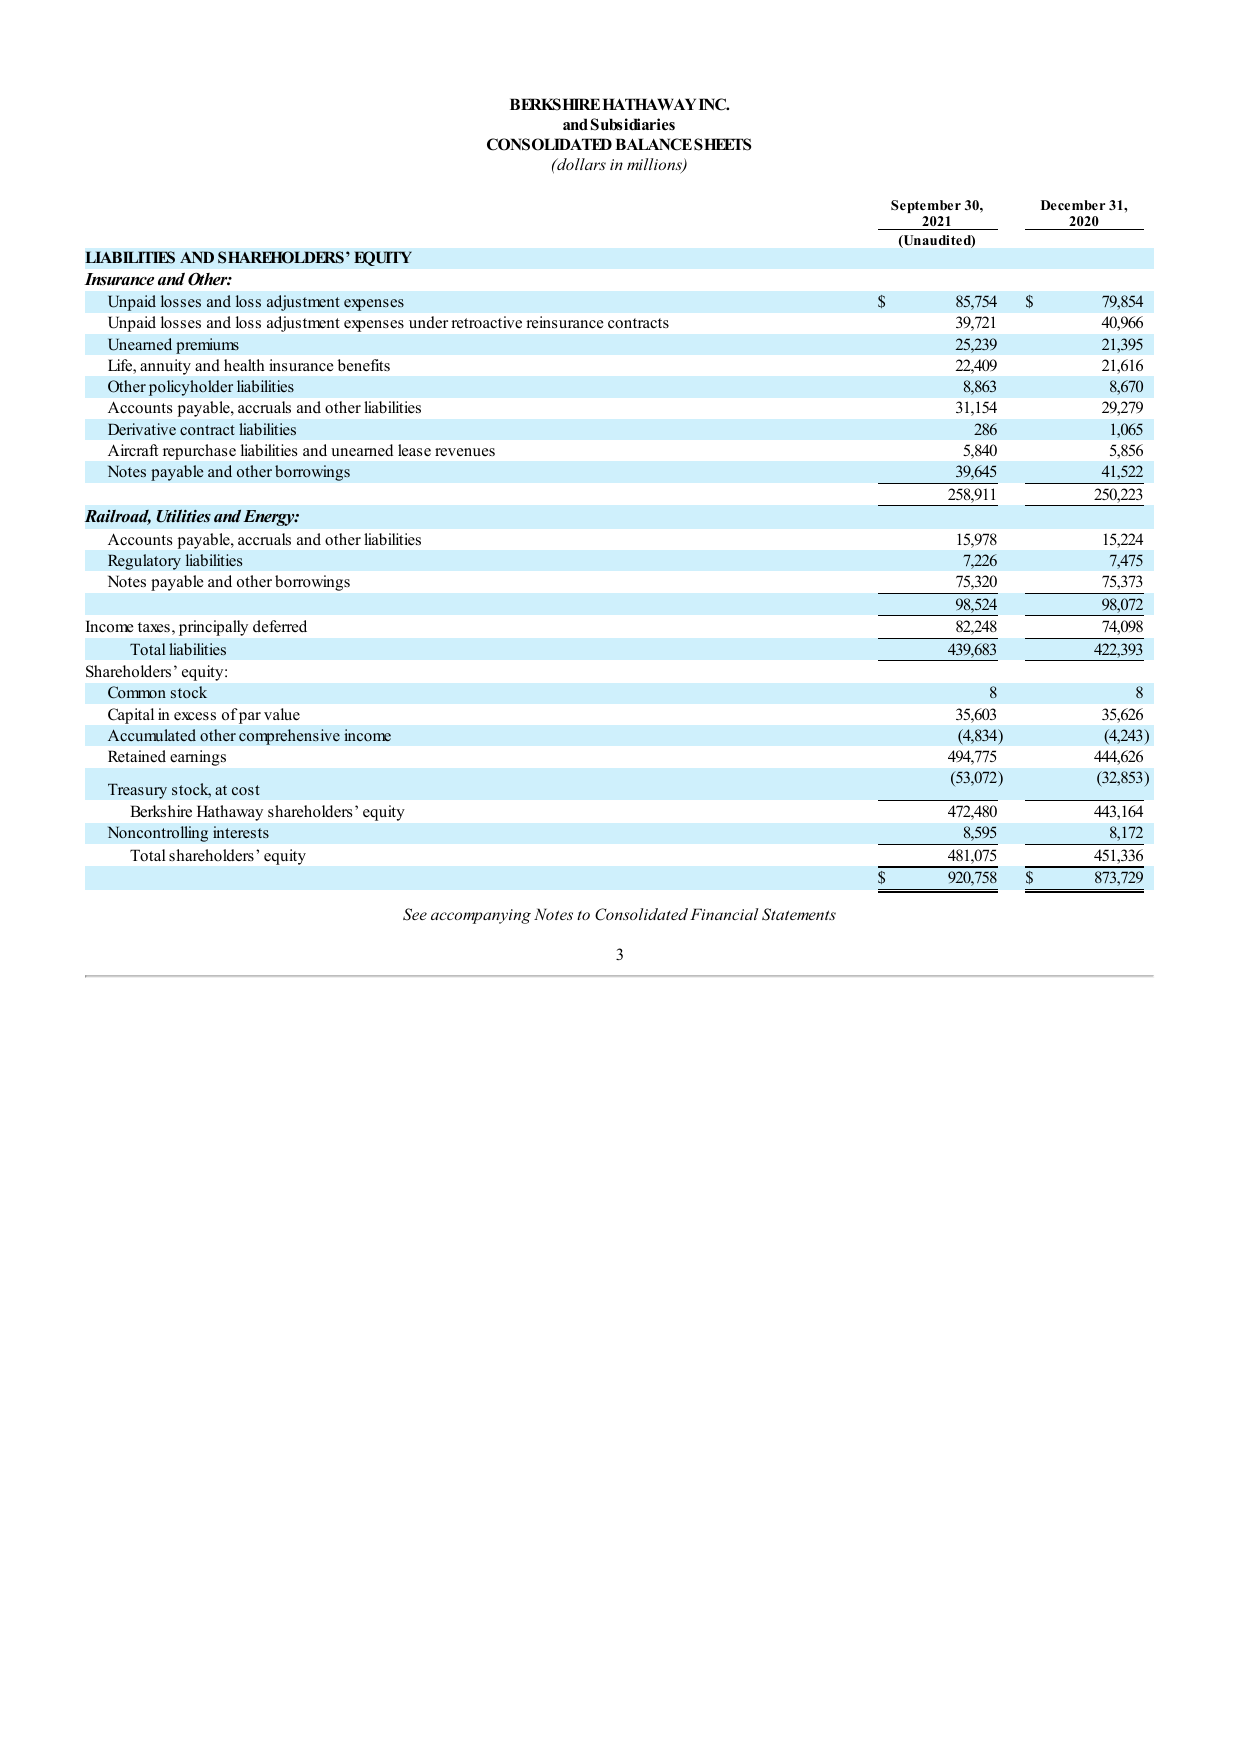 BERKSHIRE HATHAWAY INC.
and Subsidiaries
CONSOLIDATED BALANCE SHEETS
(dollars in millions)
September 30, 2021 December 31, 2020
(Unaudited)
LIABILITIES AND SHAREHOLDERS’ EQUITY
Insurance and Other:
Unpaid losses and loss adjustment expenses $ 85,754 $ 79,854
Unpaid losses and loss adjustment expenses under retroactive reinsurance contracts 39,721 40,966
Unearned premiums 25,239 21,395
Life, annuity and health insurance benefits 22,409 21,616
Other policyholder liabilities 8,863 8,670
Accounts payable, accruals and other liabilities 31,154 29,279
Derivative contract liabilities 286 1,065
Aircraft repurchase liabilities and unearned lease revenues 5,840 5,856
Notes payable and other borrowings 39,645 41,522
258,911 250,223
Railroad, Utilities and Energy:
Accounts payable, accruals and other liabilities 15,978 15,224
Regulatory liabilities 7,226 7,475
Notes payable and other borrowings 75,320 75,373
98,524 98,072
Income taxes, principally deferred 82,248 74,098
Total liabilities 439,683 422,393
Shareholders’ equity:
Common stock 8 8
Capital in excess of par value 35,603 35,626
Accumulated other comprehensive income (4,834) (4,243)
Retained earnings 494,775 444,626
Treasury stock, at cost (53,072) (32,853)
Berkshire Hathaway shareholders’ equity 472,480 443,164
Noncontrolling interests 8,595 8,172
Total shareholders’ equity 481,075 451,336
$ 920,758 $ 873,729
See accompanying Notes to Consolidated Financial Statements
3